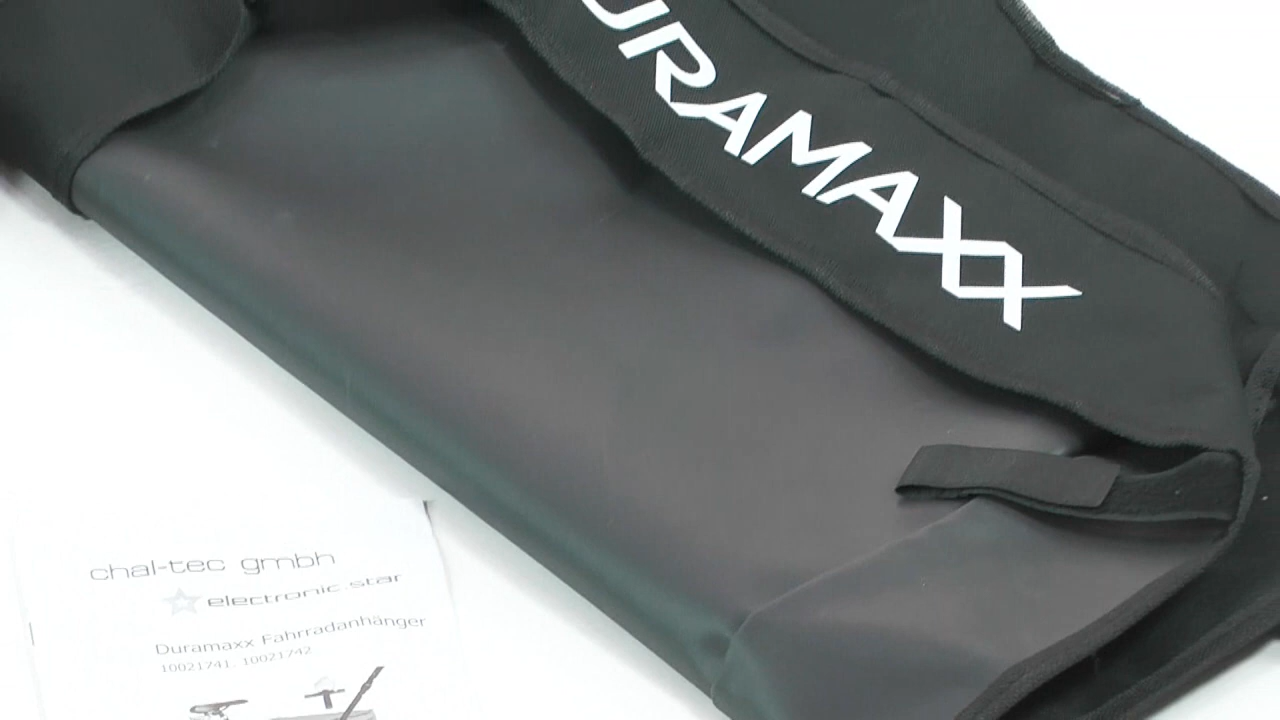 URAMAXX
chal-tec gmbh
electronic.star
Duramaxx Fahrradanhänger
10021741, 10021742